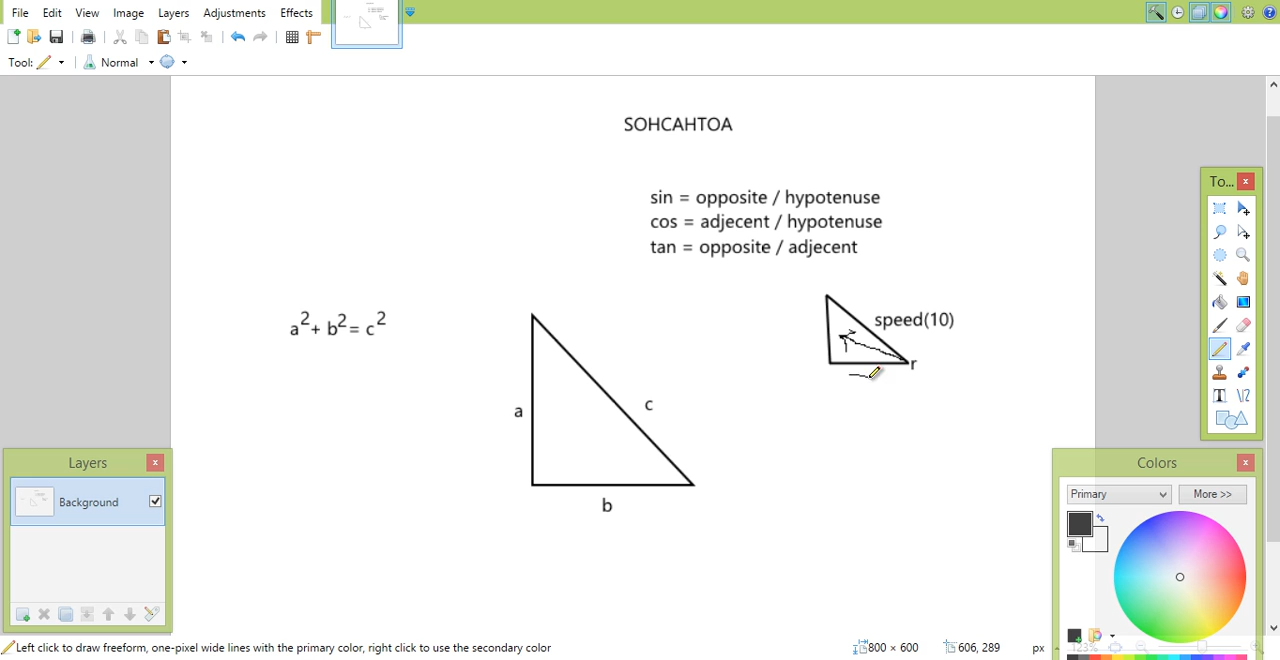 File Edit View Image Layers Adjustments Effects
Tool: Normal
SOHCAHTOA
sin = opposite / hypotenuse
cos = adjecent / hypotenuse
tan = opposite / adjecent
a2+ b2= c2
speed(10)
r
a
c
b
To...
Layers
Background
Colors
Primary
More >>
Left click to draw freeform, one-pixel wide lines with the primary color, right click to use the secondary color
800 × 600
606, 289
px
123%